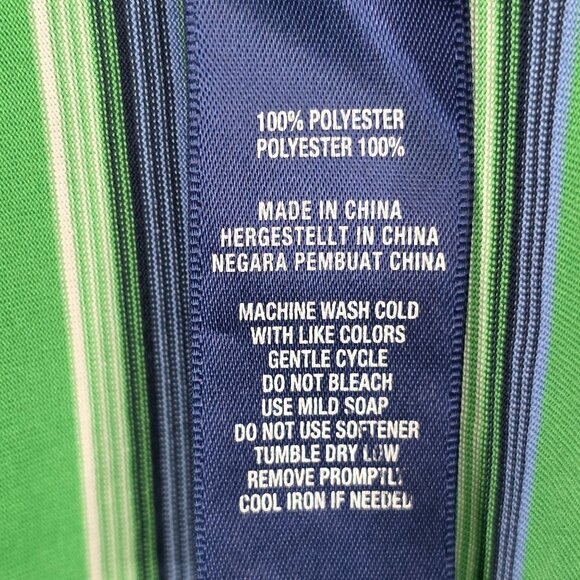 100% POLYESTER
POLYESTER 100%
MADE IN CHINA
HERGESTELLT IN CHINA
NEGARA PEMBUAT CHINA
MACHINE WASH COLD
WITH LIKE COLORS
GENTLE CYCLE
DO NOT BLEACH
USE MILD SOAP
DO NOT USE SOFTENER
TUMBLE DRY LOW
REMOVE PROMPTLY
COOL IRON IF NEEDED